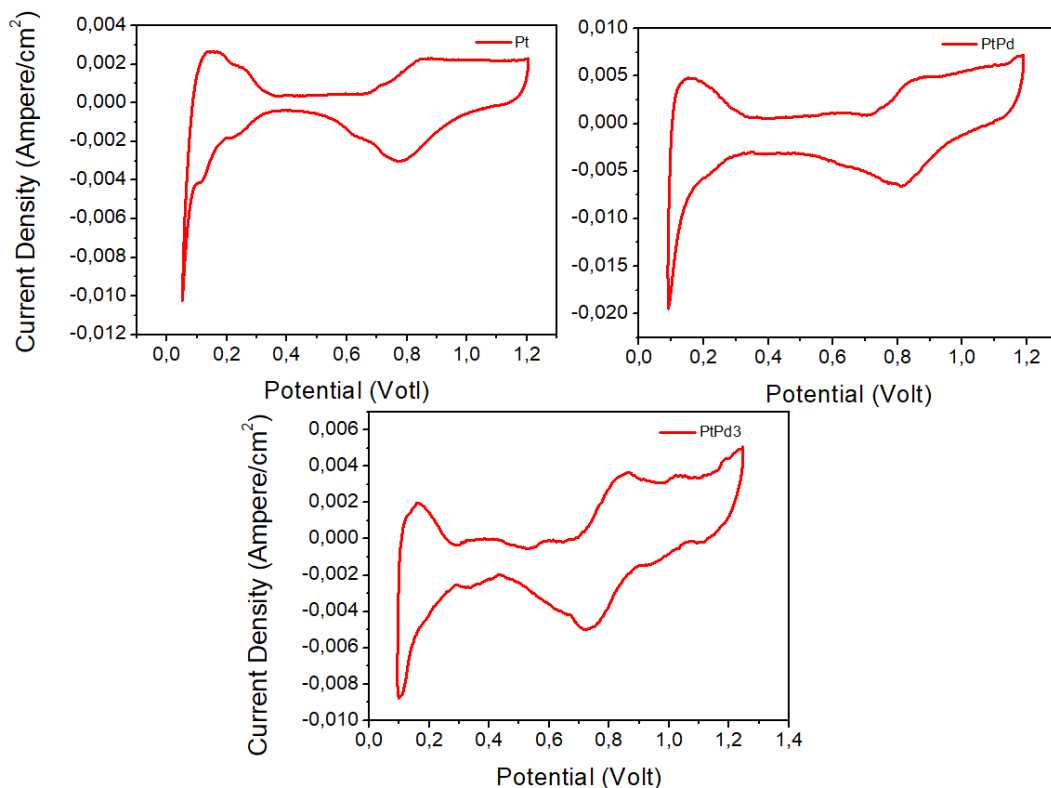 0,004
0,002
0,000
-0,002
-0,004
-0,006
-0,008
-0,010
-0,012
Current Density (Ampere/cm²)
Pt
0,0 0,2 0,4 0,6 0,8 1,0 1,2
Potential (Votl)
0,010
0,005
0,000
-0,005
-0,010
-0,015
-0,020
PtPd
0,0 0,2 0,4 0,6 0,8 1,0 1,2
Potential (Volt)
0,006
0,004
0,002
0,000
-0,002
-0,004
-0,006
-0,008
-0,010
Current Density (Ampere/cm²)
PtPd3
0,0 0,2 0,4 0,6 0,8 1,0 1,2 1,4
Potential (Volt)